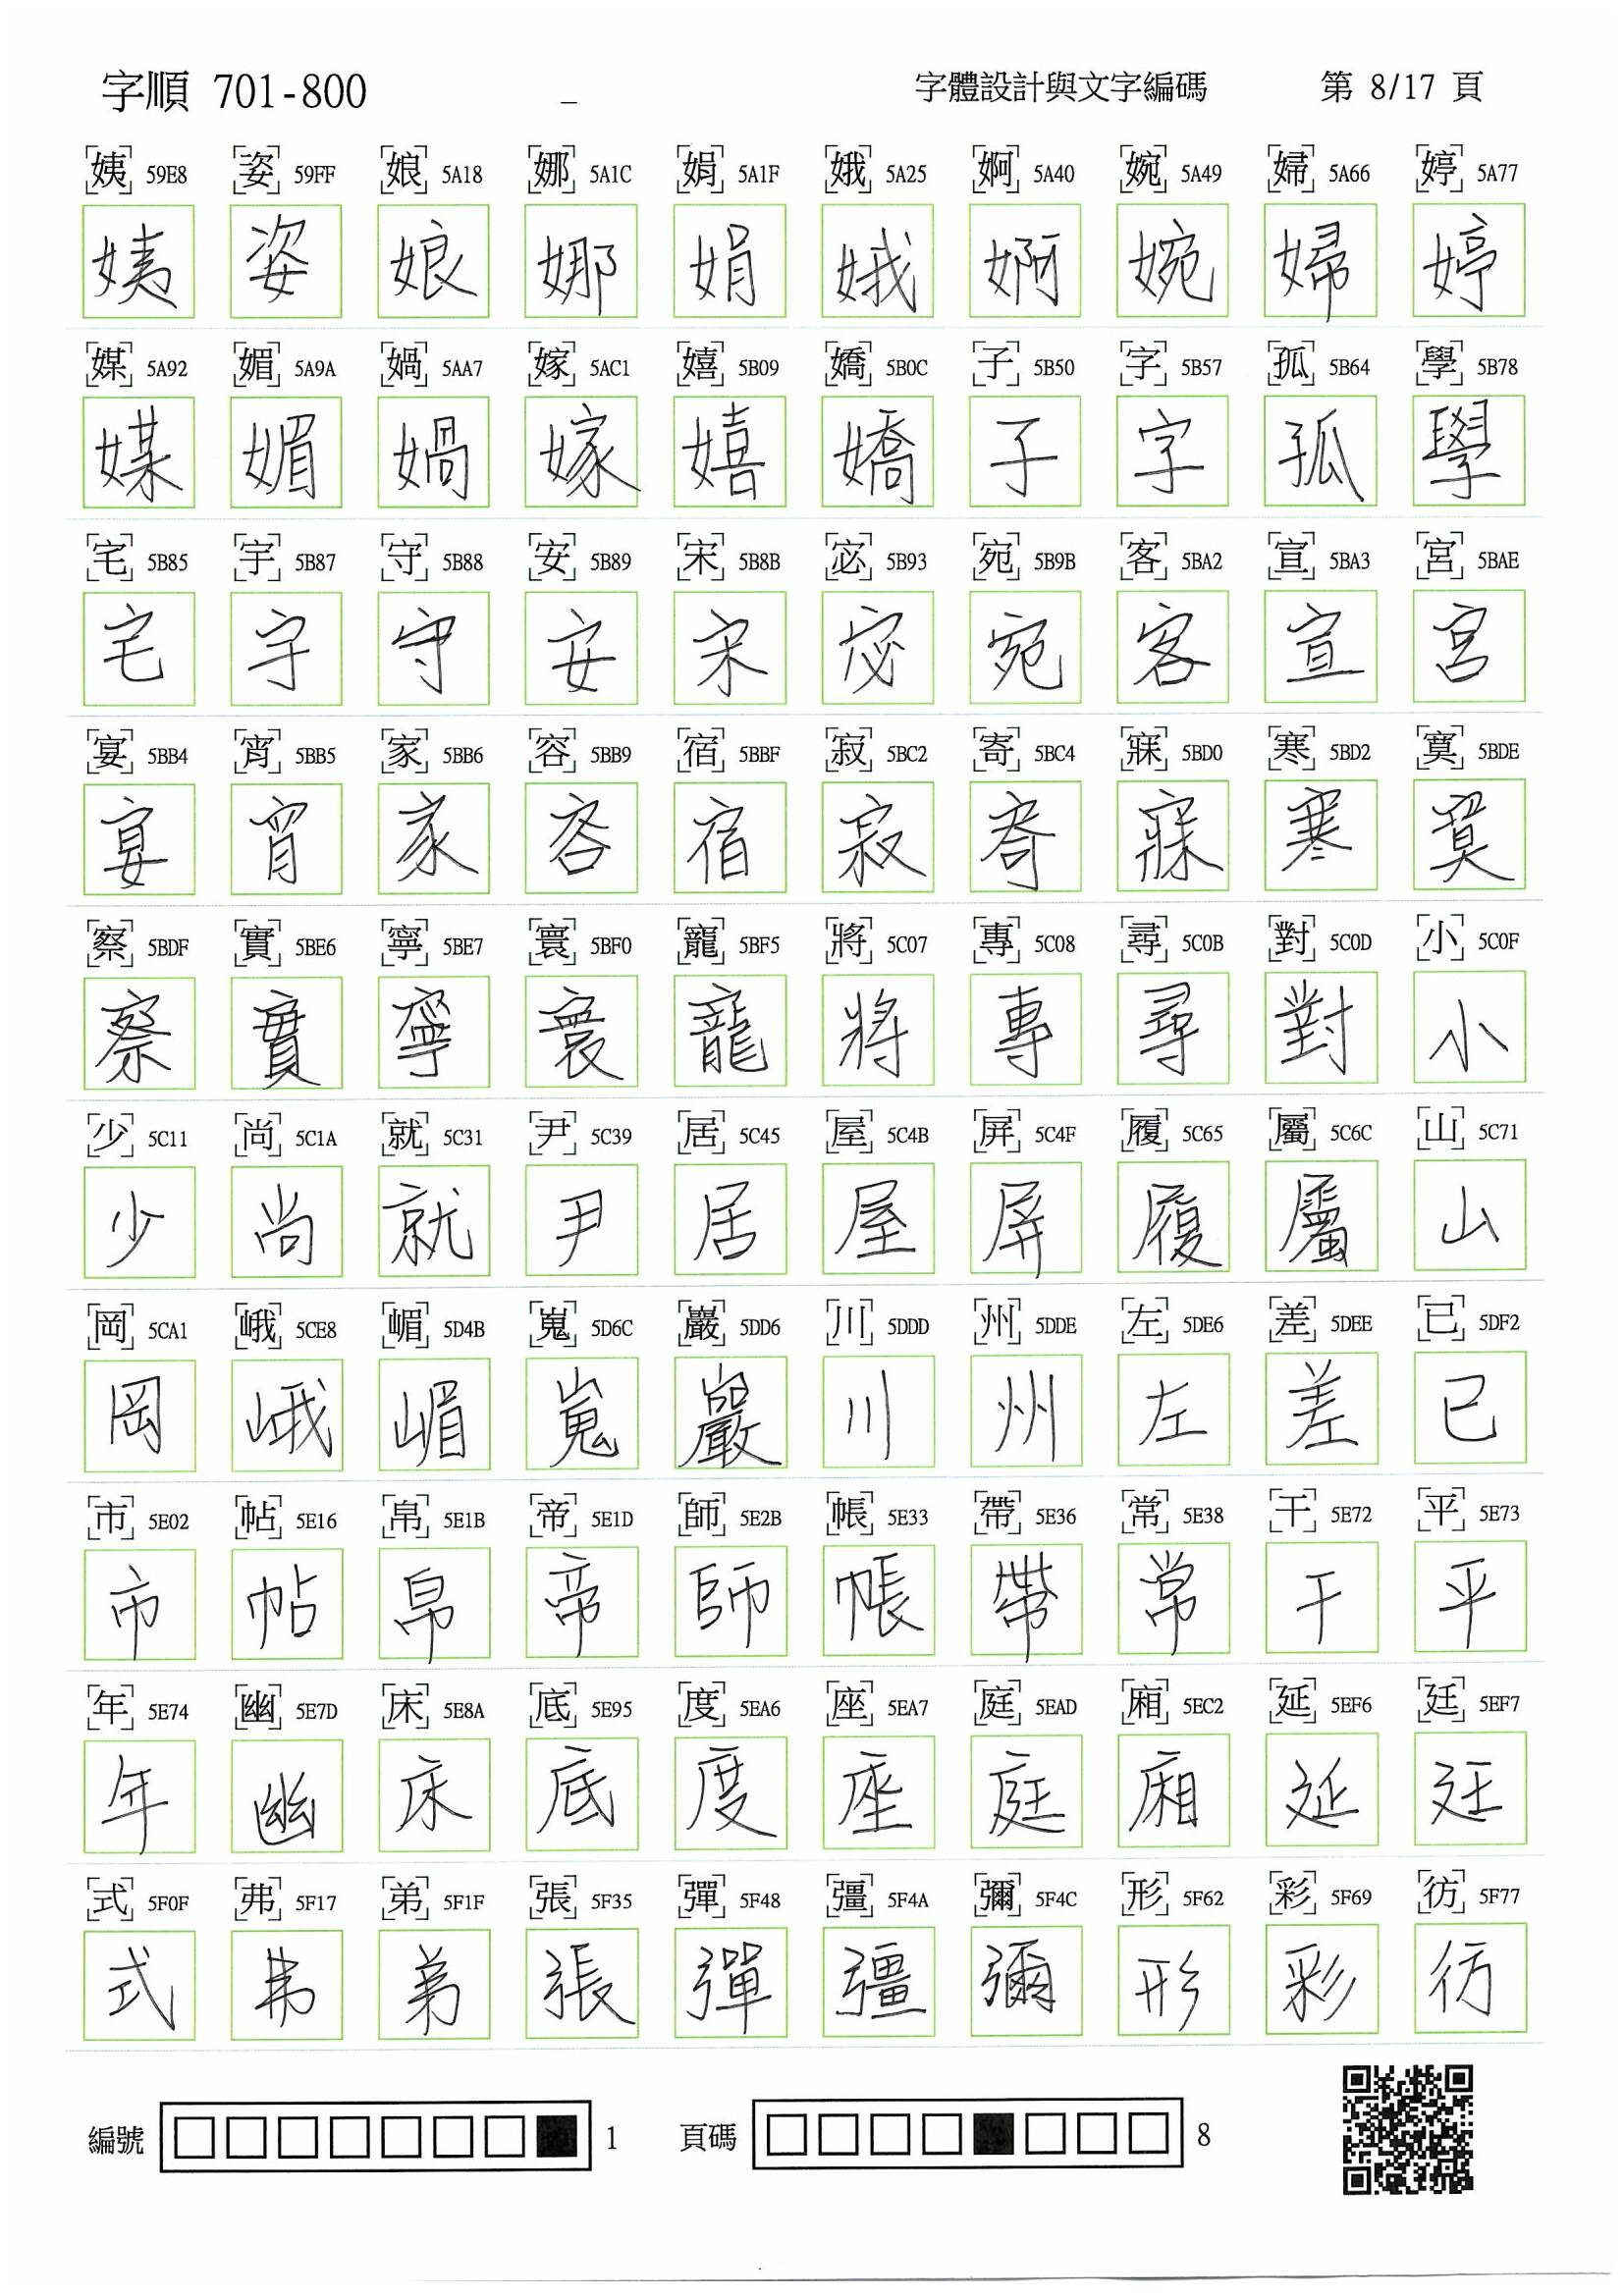 字順 701-800 _ 字體設計與文字編碼 第 8/17 頁
姨 59E8 姿 59FF 娘 5A18 娜 5A1C 娟 5A1F 娥 5A25 婀 5A40 婉 5A49 婦 5A66 婷 5A77
姨 姿 娘 娜 娟 娥 婀 婉 婦 婷
媒 5A92 媚 5A9A 媧 5AA7 嫁 5AC1 嬉 5B09 嬌 5B0C 子 5B50 字 5B57 孤 5B64 學 5B78
媒 媚 媧 嫁 嬉 嬌 子 字 孤 學
宅 5B85 宇 5B87 守 5B88 安 5B89 宋 5B8B 宓 5B93 宛 5B9B 客 5BA2 宣 5BA3 宮 5BAE
宅 宇 守 安 宋 宓 宛 客 宣 宮
宴 5BB4 宵 5BB5 家 5BB6 容 5BB9 宿 5BBF 寂 5BC2 寄 5BC4 寐 5BD0 寒 5BD2 寞 5BDE
宴 宵 家 容 宿 寂 寄 寐 寒 寞
察 5BDF 實 5BE6 寧 5BE7 寰 5BF0 寵 5BF5 將 5C07 專 5C08 尋 5C0B 對 5C0D 小 5C0F
察 實 寧 寰 寵 將 專 尋 對 小
少 5C11 尚 5C1A 就 5C31 尹 5C39 居 5C45 屋 5C4B 屏 5C4F 履 5C65 屬 5C6C 山 5C71
少 尚 就 尹 居 屋 屏 履 屬 山
岡 5CA1 峨 5CE8 嵋 5D4B 嵬 5D6C 巖 5DD6 川 5DDD 州 5DDE 左 5DE6 差 5DEE 已 5DF2
岡 峨 嵋 嵬 巖 川 州 左 差 已
市 5E02 帖 5E16 帛 5E1B 帝 5E1D 師 5E2B 帳 5E33 帶 5E36 常 5E38 干 5E72 平 5E73
市 帖 帛 帝 師 帳 帶 常 干 平
年 5E74 幽 5E7D 床 5E8A 底 5E95 度 5EA6 座 5EA7 庭 5EAD 廂 5EC2 延 5EF6 廷 5EF7
年 幽 床 底 度 座 庭 廂 延 廷
式 5F0F 弗 5F17 弟 5F1F 張 5F35 彈 5F48 彊 5F4A 彌 5F4C 形 5F62 彩 5F69 彷 5F77
式 弗 弟 張 彈 彊 彌 形 彩 彷
編號 1 頁碼 8